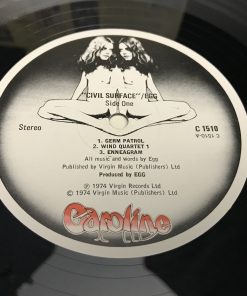 "CIVIL SURFACE"/EGG
Side One
Stereo
C 1510
V-0101 S
1. GERM PATROL
2. WIND QUARTET 1
3. ENNEAGRAM
All music and words by Egg
Published by Virgin Music (Publishers) Ltd
Produced by EGG
℗ 1974 Virgin Records Ltd
© 1974 Virgin Music (Publishers) Ltd
Caroline